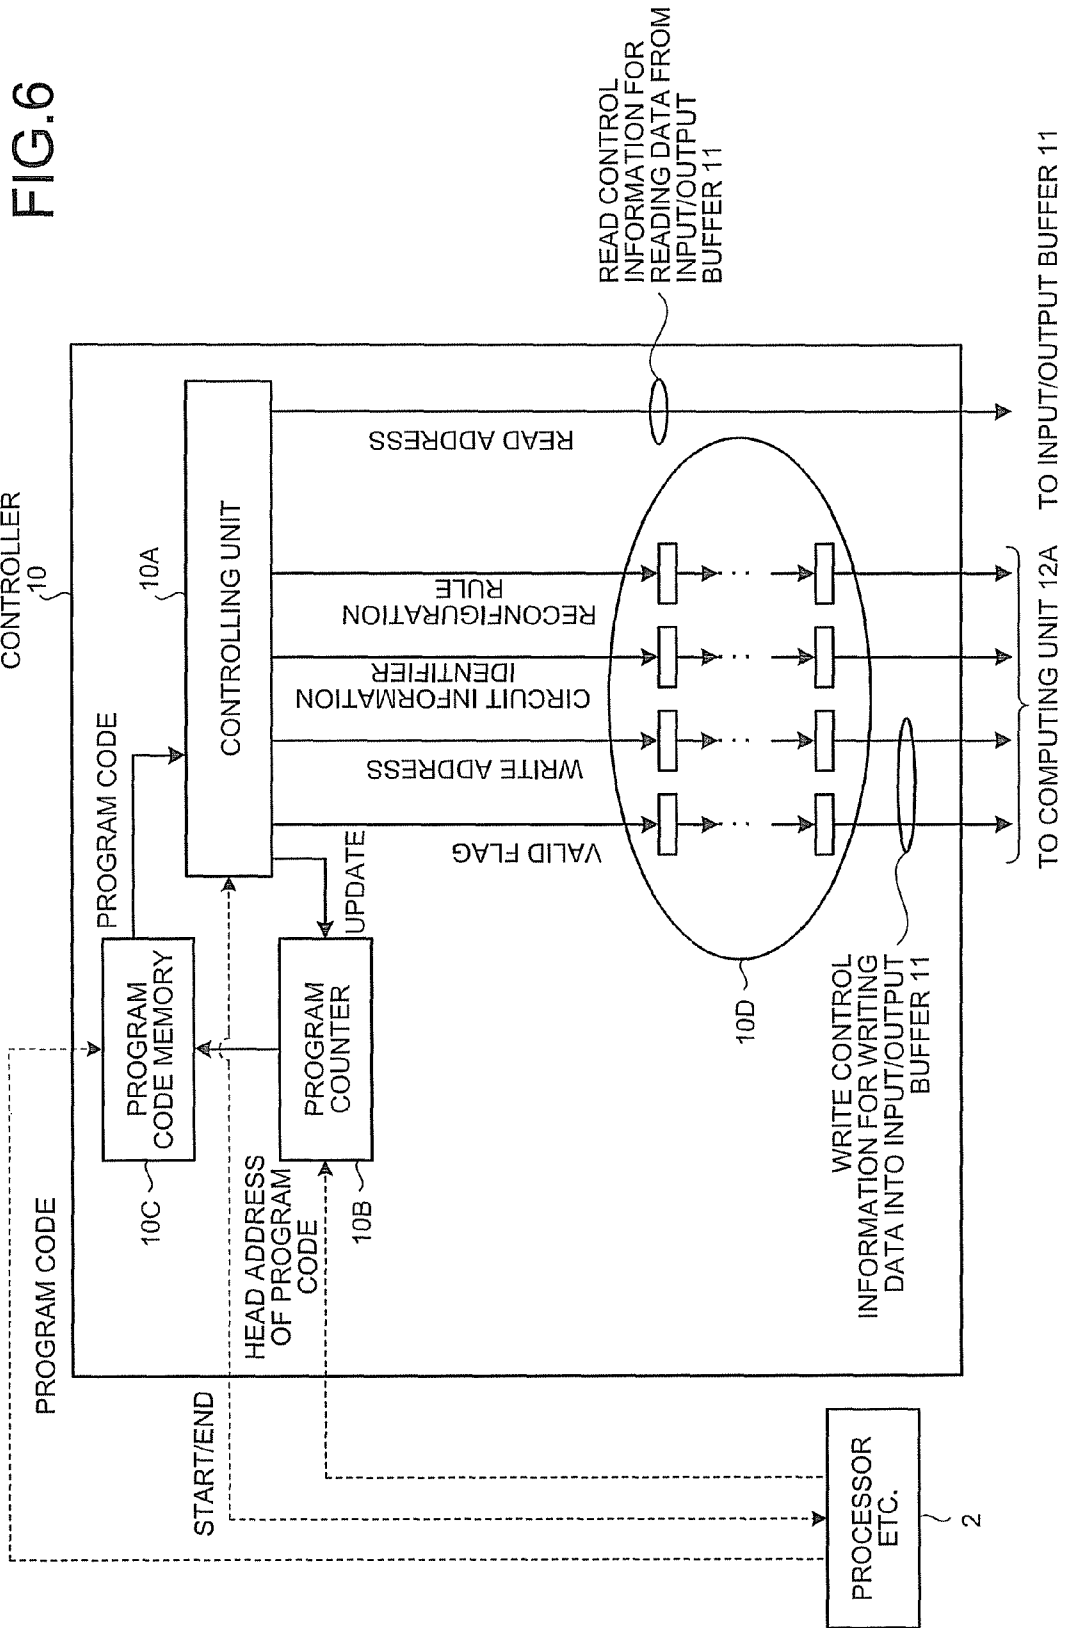 FIG.6
CONTROLLER
10
PROGRAM CODE
PROGRAM CODE
10A
CONTROLLING UNIT
PROGRAM
CODE MEMORY
10C
START/END
HEAD ADDRESS
OF PROGRAM
CODE
PROGRAM
COUNTER
10B
UPDATE
VALID FLAG
WRITE ADDRESS
CIRCUIT INFORMATION
IDENTIFIER
RECONFIGURATION
RULE
READ ADDRESS
READ CONTROL
INFORMATION FOR
READING DATA FROM
INPUT/OUTPUT
BUFFER 11
10D
WRITE CONTROL
INFORMATION FOR WRITING
DATA INTO INPUT/OUTPUT
BUFFER 11
PROCESSOR
ETC.
2
TO COMPUTING UNIT 12A
TO INPUT/OUTPUT BUFFER 11